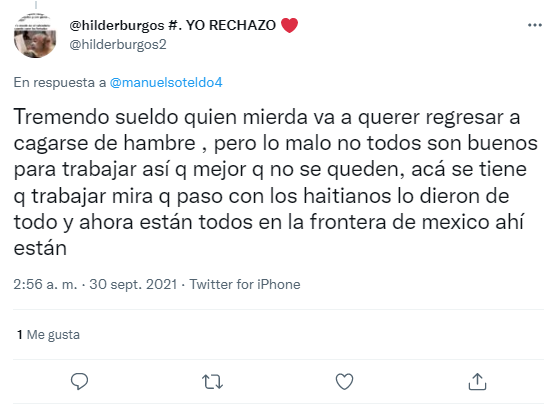 @hilderburgos #. YO RECHAZO ❤️
@hilderburgos2
En respuesta a @manuelsoteldo4
Tremendo sueldo quien mierda va a querer regresar a
cagarse de hambre , pero lo malo no todos son buenos
para trabajar así q mejor q no se queden, acá se tiene
q trabajar mira q paso con los haitianos lo dieron de
todo y ahora están todos en la frontera de mexico ahí
están
2:56 a. m. · 30 sept. 2021 · Twitter for iPhone
1 Me gusta